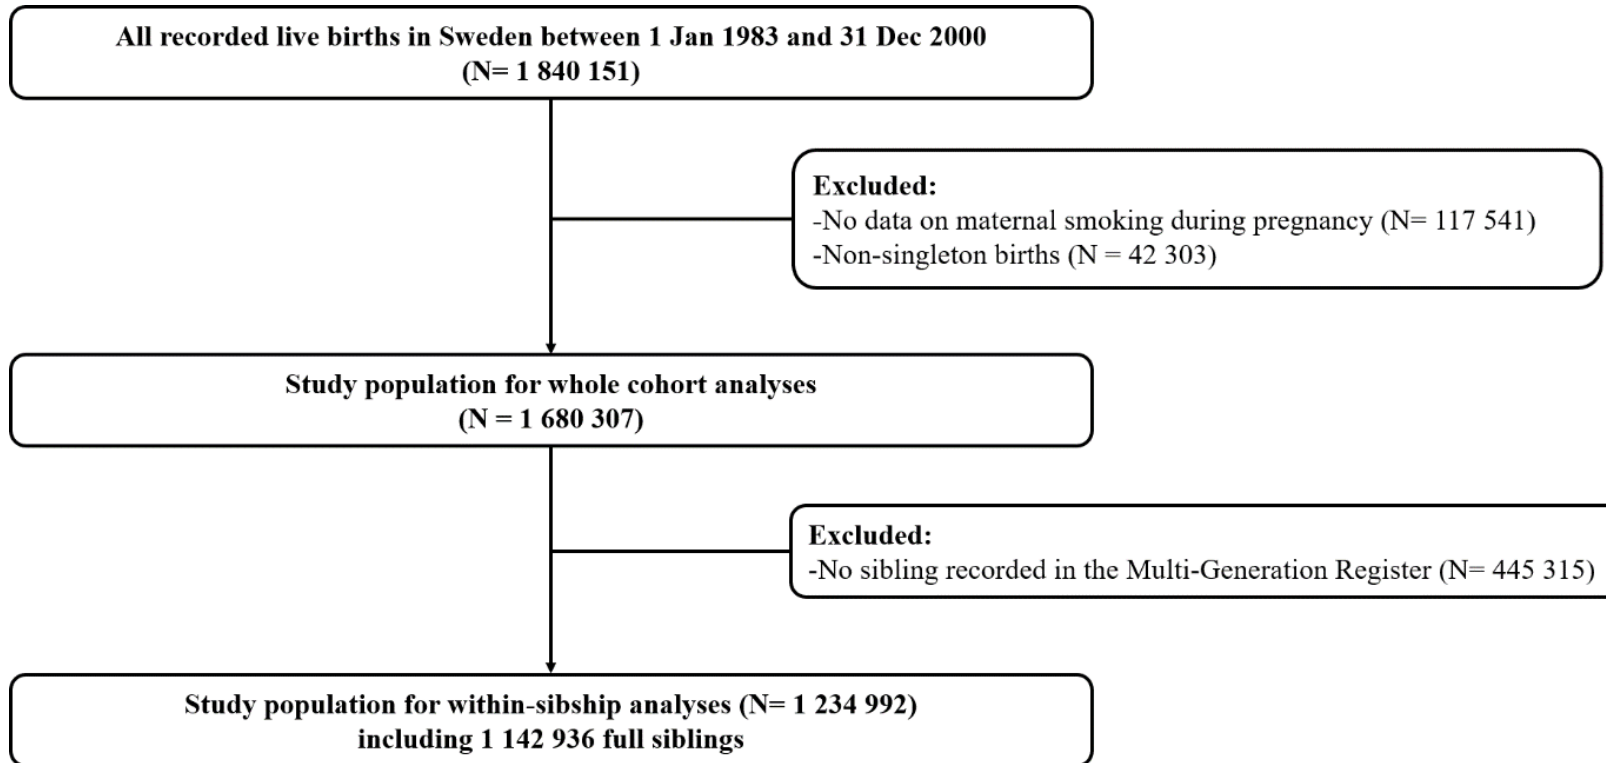 All recorded live births in Sweden between 1 Jan 1983 and 31 Dec 2000
(N= 1 840 151)
Excluded:
-No data on maternal smoking during pregnancy (N= 117 541)
-Non-singleton births (N = 42 303)
Study population for whole cohort analyses
(N = 1 680 307)
Excluded:
-No sibling recorded in the Multi-Generation Register (N= 445 315)
Study population for within-sibship analyses (N= 1 234 992)
including 1 142 936 full siblings